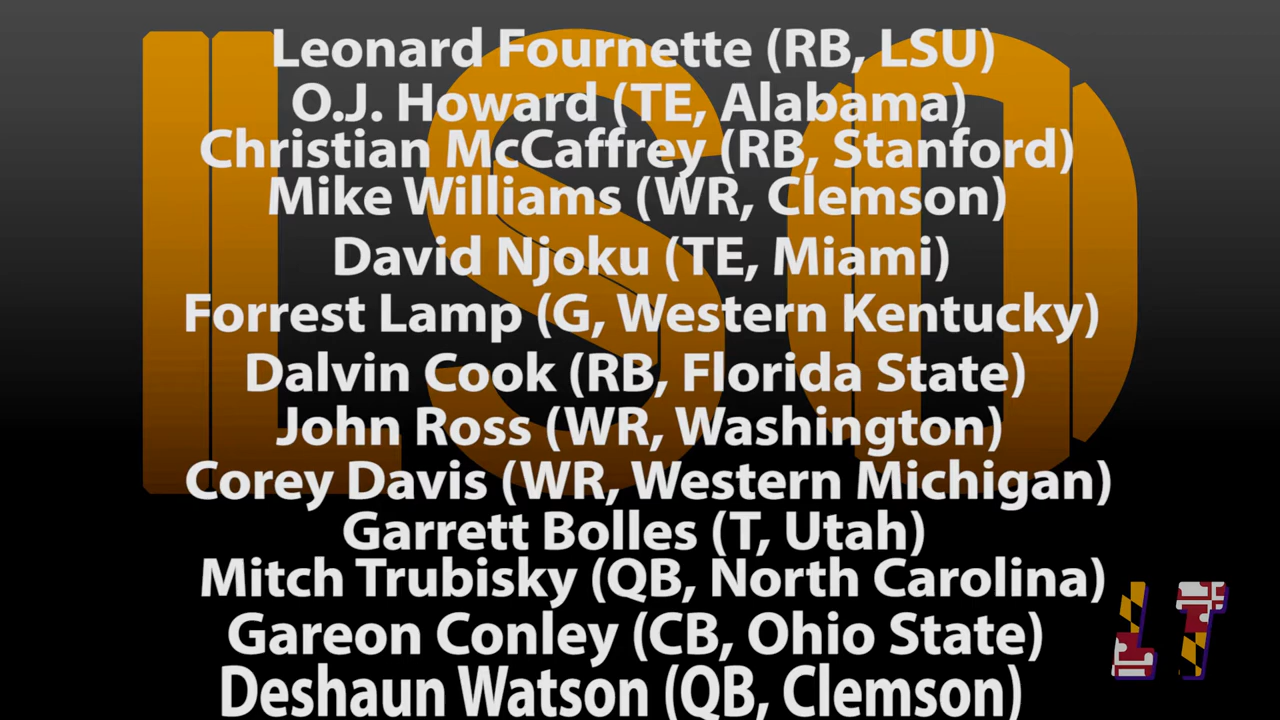 LSO
Leonard Fournette (RB, LSU)
O.J. Howard (TE, Alabama)
Christian McCaffrey (RB, Stanford)
Mike Williams (WR, Clemson)
David Njoku (TE, Miami)
Forrest Lamp (G, Western Kentucky)
Dalvin Cook (RB, Florida State)
John Ross (WR, Washington)
Corey Davis (WR, Western Michigan)
Garrett Bolles (T, Utah)
Mitch Trubisky (QB, North Carolina)
Gareon Conley (CB, Ohio State)
Deshaun Watson (QB, Clemson)
LT